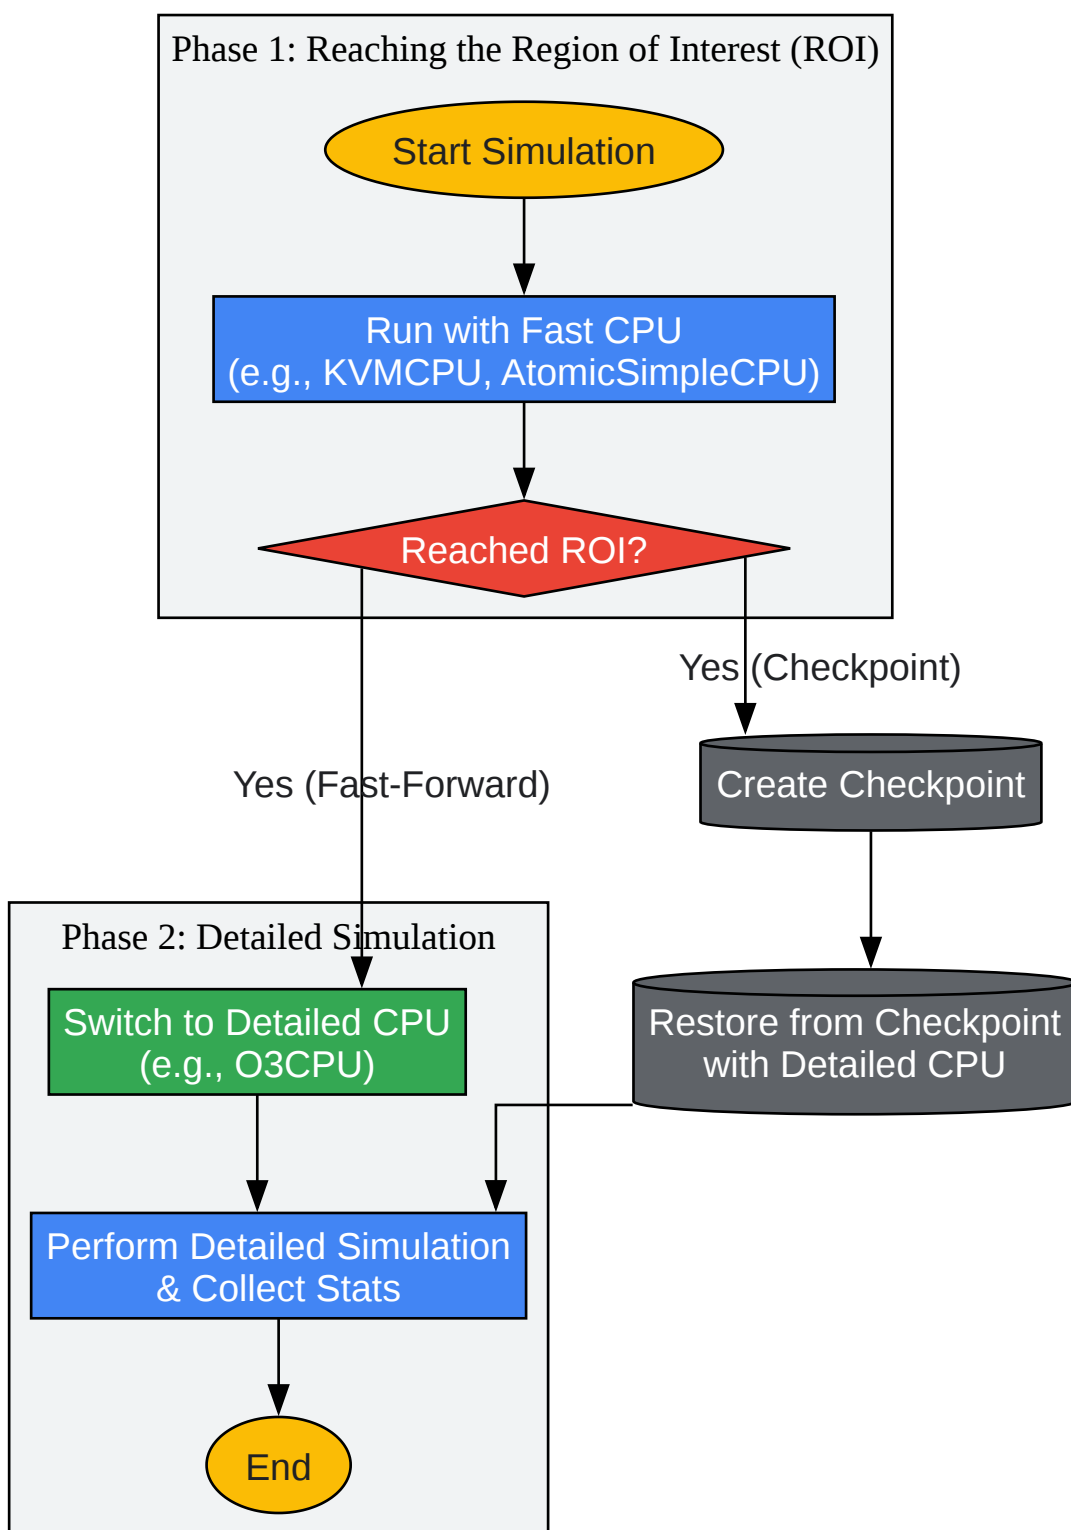 Phase 1: Reaching the Region of Interest (ROI)
Start Simulation
Run with Fast CPU
(e.g., KVMCPU, AtomicSimpleCPU)
Reached ROI?
Yes (Checkpoint)
Yes (Fast-Forward)
Create Checkpoint
Phase 2: Detailed Simulation
Switch to Detailed CPU
(e.g., O3CPU)
Restore from Checkpoint
with Detailed CPU
Perform Detailed Simulation
& Collect Stats
End